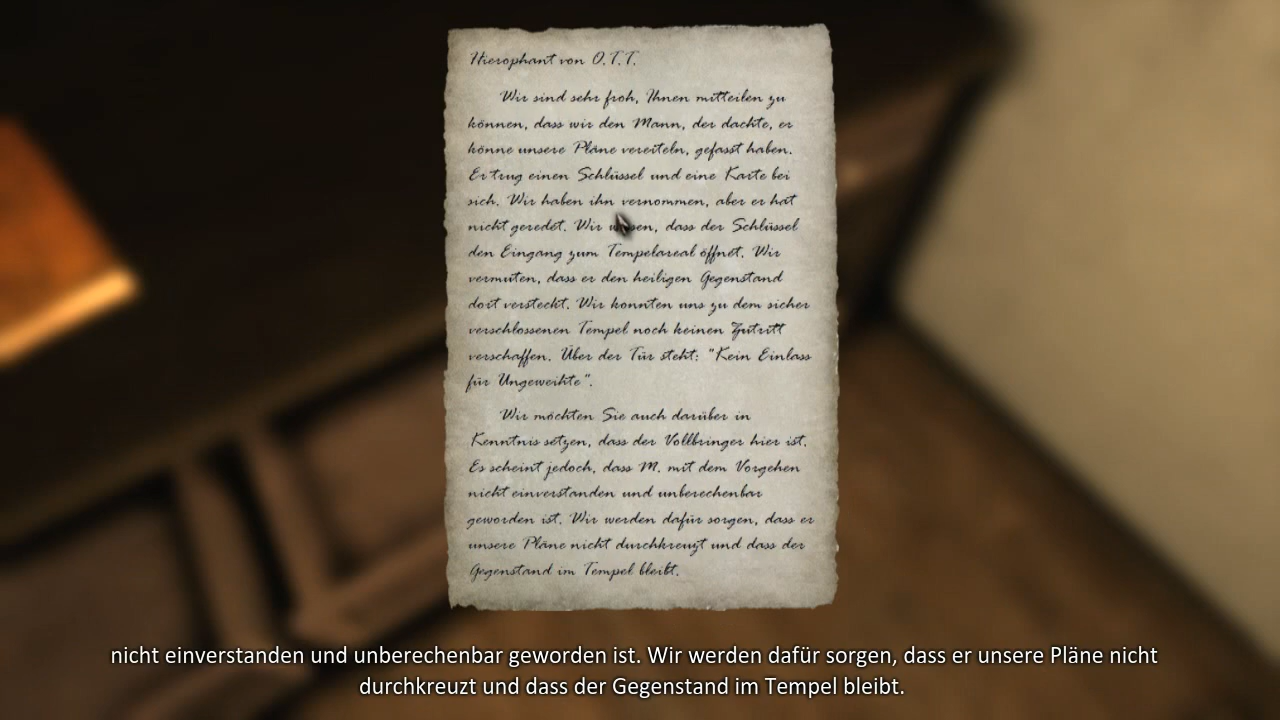 Hierophant von O.T.T.
Wir sind sehr froh, Ihnen mitteilen zu
können, dass wir den Mann, der dachte, er
könne unsere Pläne vereiteln, gefasst haben.
Er trug einen Schlüssel und eine Karte bei
sich. Wir haben ihn vernommen, aber er hat
nicht geredet. Wir wissen, dass der Schlüssel
den Eingang zum Tempelareal öffnet. Wir
vermuten, dass er den heiligen Gegenstand
dort versteckt. Wir konnten uns zu dem sicher
verschlossenen Tempel noch keinen Zutritt
verschaffen. Über der Tür steht: "Kein Einlass
für Ungeweihte".
Wir möchten Sie auch darüber in
Kenntnis setzen, dass der Vollbringer hier ist.
Es scheint jedoch, dass M. mit dem Vorgehen
nicht einverstanden und unberechenbar
geworden ist. Wir werden dafür sorgen, dass er
unsere Pläne nicht durchkreuzt und dass der
Gegenstand im Tempel bleibt.
nicht einverstanden und unberechenbar geworden ist. Wir werden dafür sorgen, dass er unsere Pläne nicht
durchkreuzt und dass der Gegenstand im Tempel bleibt.